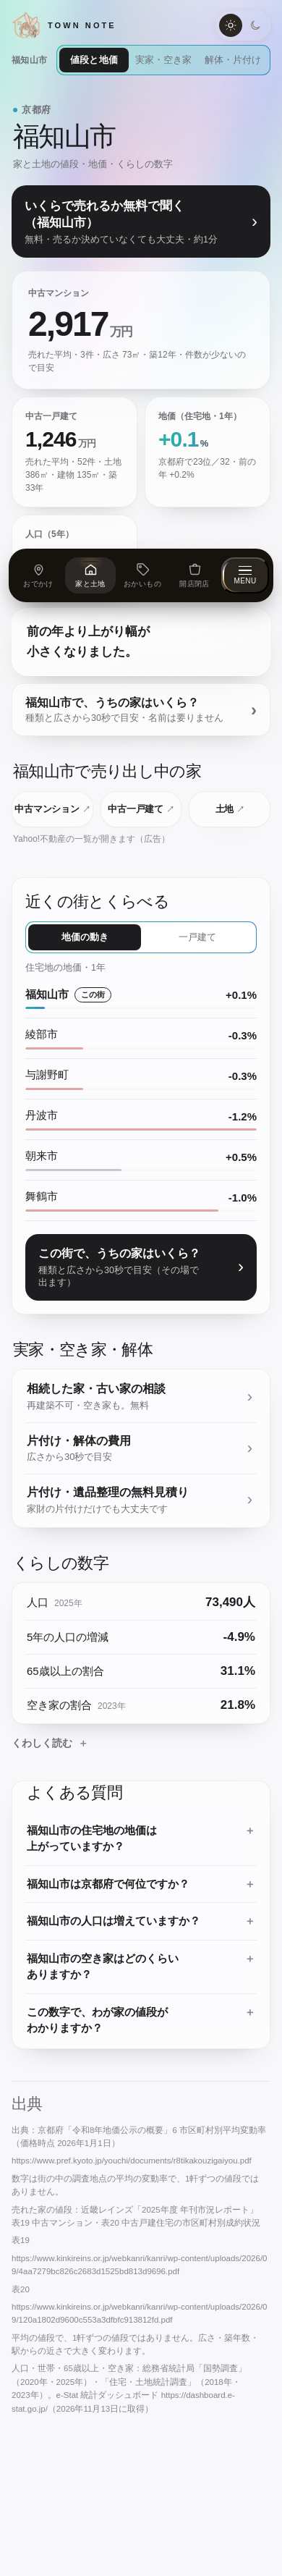 TOWN NOTE
福知山市
値段と地価
実家・空き家
解体・片付け
京都府
福知山市
家と土地の値段・地価・くらしの数字
いくらで売れるか無料で聞く
（福知山市）
無料・売るか決めていなくても大丈夫・約1分
›
中古マンション
2,917万円
売れた平均・3件・広さ 73㎡・築12年・件数が少ないの
で目安
中古一戸建て
1,246万円
売れた平均・52件・土地
386㎡・建物 135㎡・築
33年
地価（住宅地・1年）
+0.1%
京都府で23位／32・前の
年 +0.2%
人口（5年）
おでかけ
家と土地
おかいもの
開店閉店
MENU
前の年より上がり幅が
小さくなりました。
福知山市で、うちの家はいくら？
種類と広さから30秒で目安・名前は要りません
›
福知山市で売り出し中の家
中古マンション ↗
中古一戸建て ↗
土地 ↗
Yahoo!不動産の一覧が開きます（広告）
近くの街とくらべる
地価の動き
一戸建て
住宅地の地価・1年
福知山市 この街 +0.1%
綾部市 -0.3%
与謝野町 -0.3%
丹波市 -1.2%
朝来市 +0.5%
舞鶴市 -1.0%
この街で、うちの家はいくら？
種類と広さから30秒で目安（その場で
出ます）
›
実家・空き家・解体
相続した家・古い家の相談
再建築不可・空き家も。無料
›
片付け・解体の費用
広さから30秒で目安
›
片付け・遺品整理の無料見積り
家財の片付けだけでも大丈夫です
›
くらしの数字
人口 2025年 73,490人
5年の人口の増減 -4.9%
65歳以上の割合 31.1%
空き家の割合 2023年 21.8%
くわしく読む +
よくある質問
福知山市の住宅地の地価は
上がっていますか？ +
福知山市は京都府で何位ですか？ +
福知山市の人口は増えていますか？ +
福知山市の空き家はどのくらい
ありますか？ +
この数字で、わが家の値段が
わかりますか？ +
出典
出典：京都府「令和8年地価公示の概要」6 市区町村別平均変動率
（価格時点 2026年1月1日）
https://www.pref.kyoto.jp/youchi/documents/r8tikakouzigaiyou.pdf
数字は街の中の調査地点の平均の変動率で、1軒ずつの値段では
ありません。
売れた家の値段：近畿レインズ「2025年度 年刊市況レポート」
表19 中古マンション・表20 中古戸建住宅の市区町村別成約状況
表19
https://www.kinkireins.or.jp/webkanri/kanri/wp-content/uploads/2026/0
9/4aa7279bc826c2683d1525bd813d9696.pdf
表20
https://www.kinkireins.or.jp/webkanri/kanri/wp-content/uploads/2026/0
9/120a1802d9600c553a3dfbfc913812fd.pdf
平均の値段で、1軒ずつの値段ではありません。広さ・築年数・
駅からの近さで大きく変わります。
人口・世帯・65歳以上・空き家：総務省統計局「国勢調査」
（2020年・2025年）・「住宅・土地統計調査」（2018年・
2023年）。e-Stat 統計ダッシュボード https://dashboard.e-
stat.go.jp/（2026年11月13日に取得）